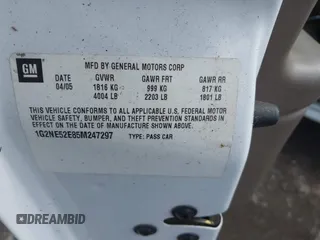 GM
MFD BY GENERAL MOTORS CORP
DATE GVWR GAWR FRT GAWR RR
04/05 1816 KG 999 KG 817 KG
4004 LB 2203 LB 1801 LB
THIS VEHICLE CONFORMS TO ALL APPLICABLE U.S. FEDERAL MOTOR
VEHICLE SAFETY, BUMPER, AND THEFT PREVENTION STANDARDS
IN EFFECT ON THE DATE OF MANUFACTURE SHOWN ABOVE.
1G2NE52E85M247297 TYPE: PASS CAR
©BIDINFO